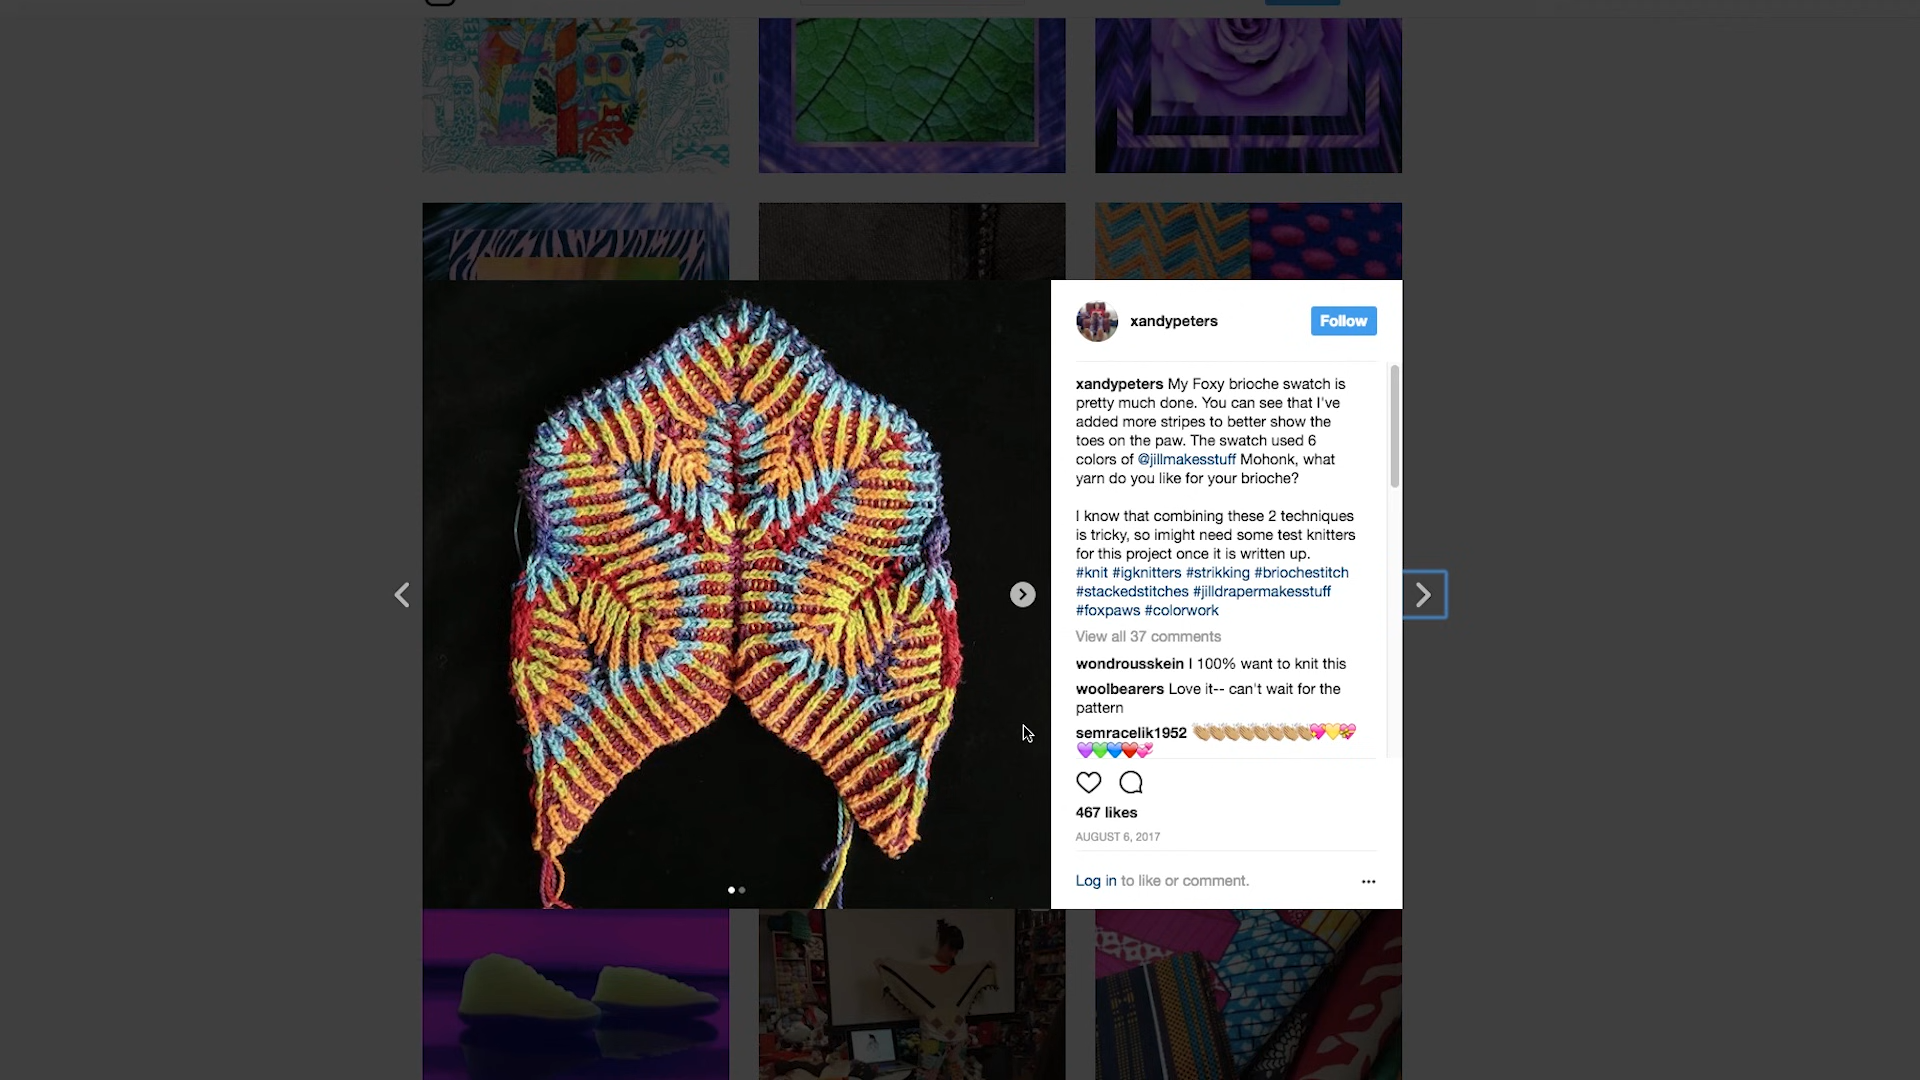 xandypeters
Follow
xandypeters My Foxy brioche swatch is
pretty much done. You can see that I've
added more stripes to better show the
toes on the paw. The swatch used 6
colors of @jillmakesstuff Mohonk, what
yarn do you like for your brioche?
I know that combining these 2 techniques
is tricky, so imight need some test knitters
for this project once it is written up.
#knit #igknitters #strikking #briochestitch
#stackedstitches #jilldrapermakesstuff
#foxpaws #colorwork
View all 37 comments
wondrousskein I 100% want to knit this
woolbearers Love it-- can't wait for the
pattern
semracelik1952 👏🏽👏🏽👏🏽👏🏽👏🏽👏🏽👏🏽👏🏽💖💛💝
💜💚💙❤️💞
467 likes
AUGUST 6, 2017
Log in to like or comment.